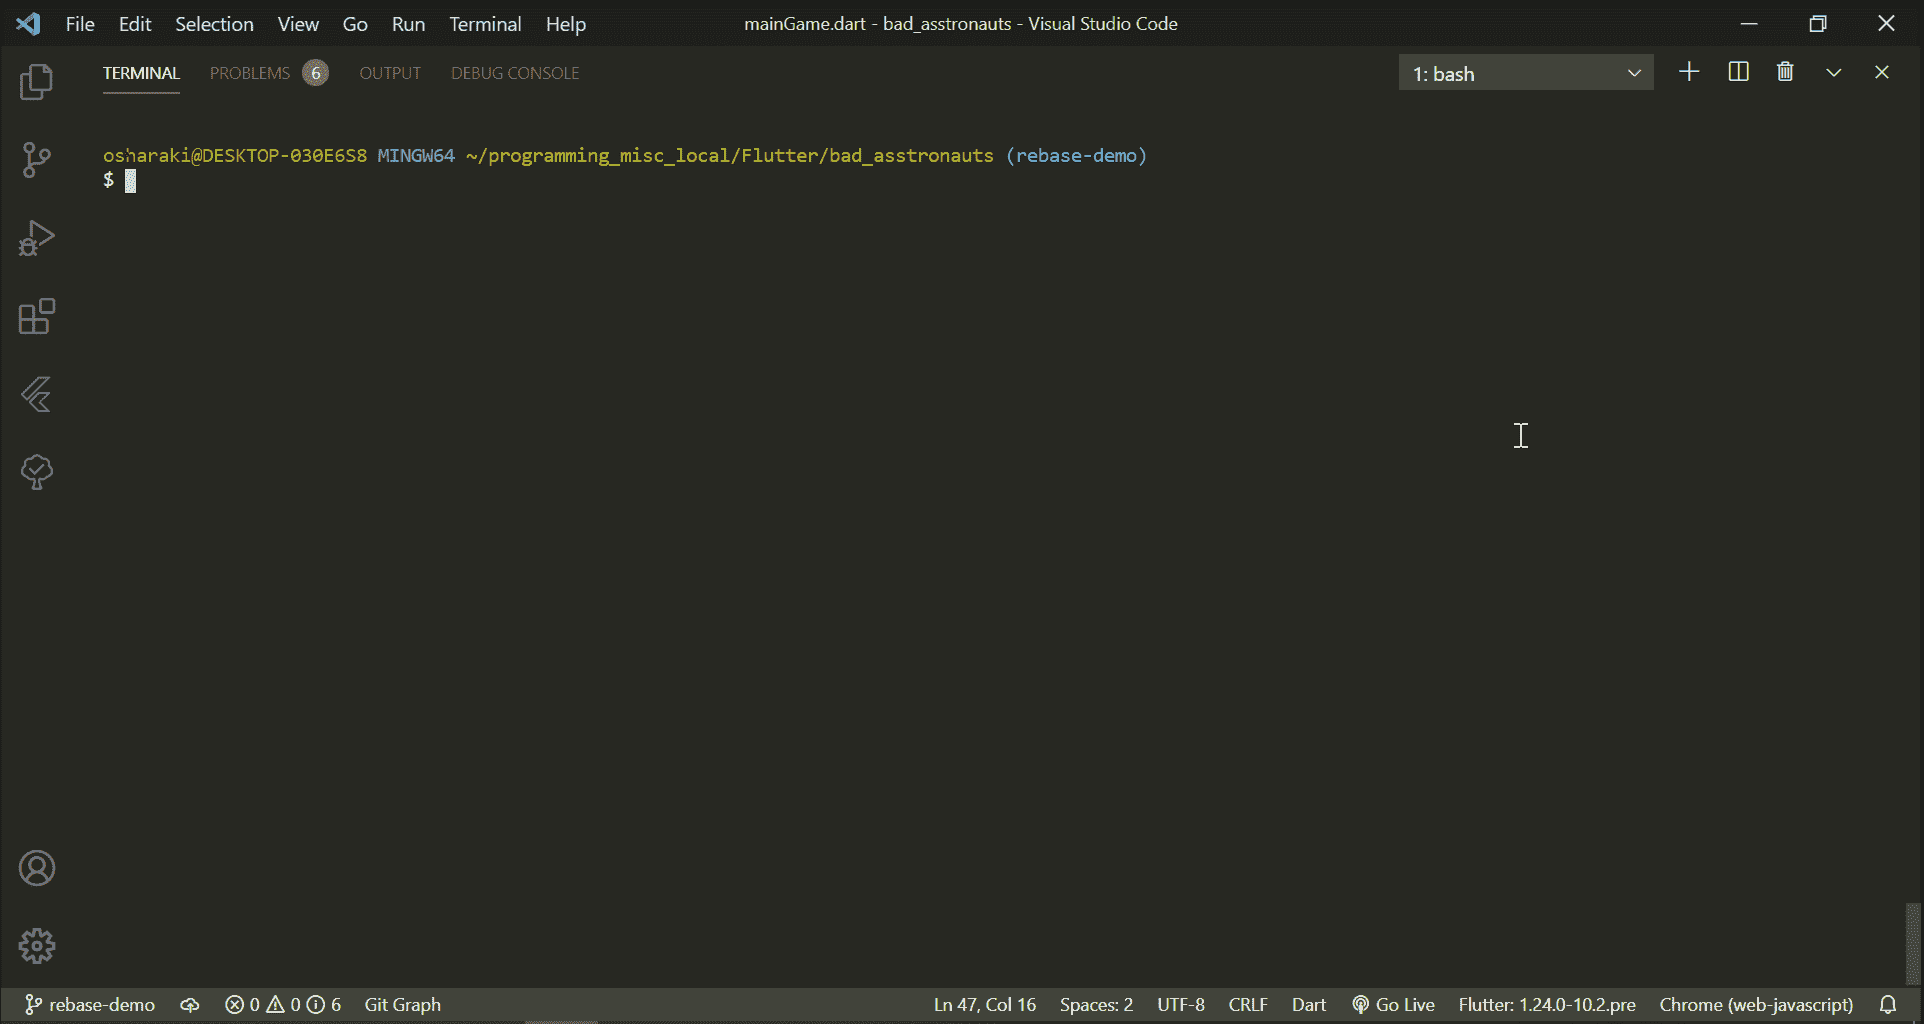 File Edit Selection View Go Run Terminal Help mainGame.dart - bad_asstronauts - Visual Studio Code
TERMINAL PROBLEMS 6 OUTPUT DEBUG CONSOLE 1: bash
osharaki@DESKTOP-030E6S8 MINGW64 ~/programming_misc_local/Flutter/bad_asstronauts (rebase-demo)
$
rebase-demo 0 0 6 Git Graph Ln 47, Col 16 Spaces: 2 UTF-8 CRLF Dart Go Live Flutter: 1.24.0-10.2.pre Chrome (web-javascript)